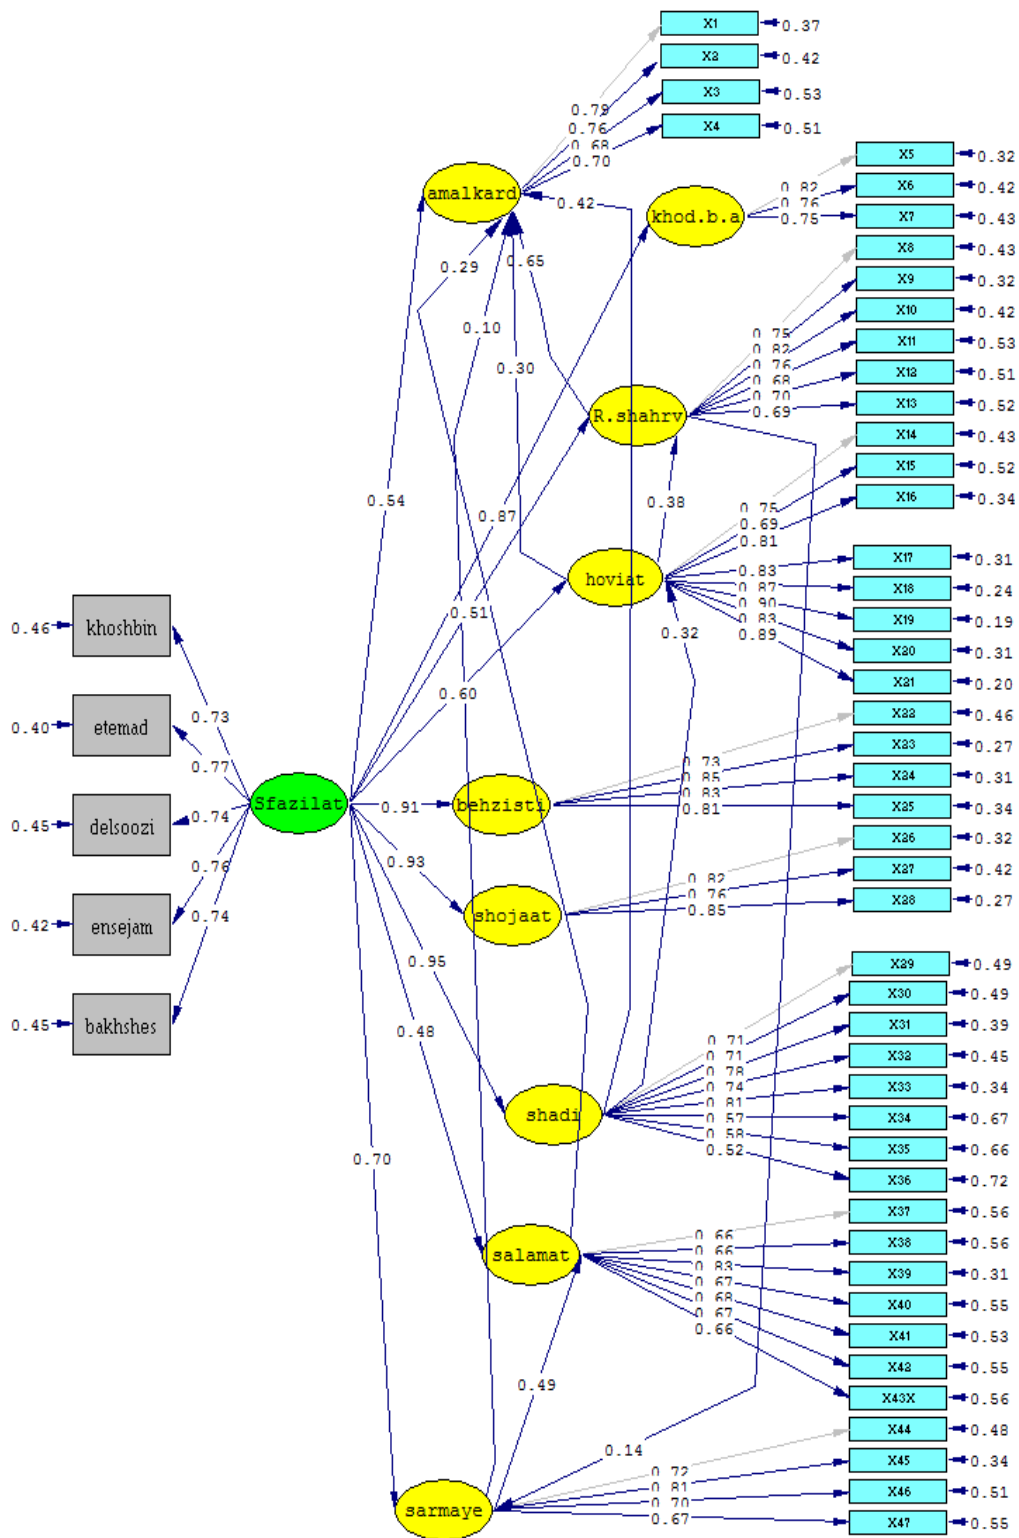 X1 0.37
X2 0.42
X3 0.53
X4 0.51
0.79
0.76
0.68
0.70
X5 0.32
X6 0.42
X7 0.43
X8 0.43
X9 0.32
X10 0.42
X11 0.53
X12 0.51
X13 0.52
X14 0.43
X15 0.52
X16 0.34
X17 0.31
X18 0.24
X19 0.19
X20 0.31
X21 0.20
X22 0.46
X23 0.27
X24 0.31
X25 0.34
X26 0.32
X27 0.42
X28 0.27
X29 0.49
X30 0.49
X31 0.39
X32 0.45
X33 0.34
X34 0.67
X35 0.66
X36 0.72
X37 0.56
X38 0.56
X39 0.31
X40 0.55
X41 0.53
X42 0.55
X43X 0.56
X44 0.48
X45 0.34
X46 0.51
X47 0.55
amalkard
0.42
khod.b.a
0.82
0.76
0.75
0.29
0.65
0.10
0.30
R.shahrv
0.75
0.82
0.76
0.68
0.70
0.69
0.54
0.87
0.38
0.51
hoviat
0.75
0.69
0.81
0.83
0.87
0.90
0.83
0.89
0.32
0.60
0.46 khoshbin
0.73
0.40 etemad
0.77
0.45 delsoozi
0.74
0.42 ensejam
0.76
0.45 bakhshes
0.74
Sfazilat
0.91
behzisti
0.73
0.85
0.83
0.81
0.93
shojaat
0.82
0.76
0.85
0.95
0.48
shadi
0.71
0.71
0.78
0.74
0.81
0.57
0.58
0.52
0.70
salamat
0.66
0.66
0.83
0.67
0.68
0.67
0.66
0.49
0.14
sarmaye
0.72
0.81
0.70
0.67